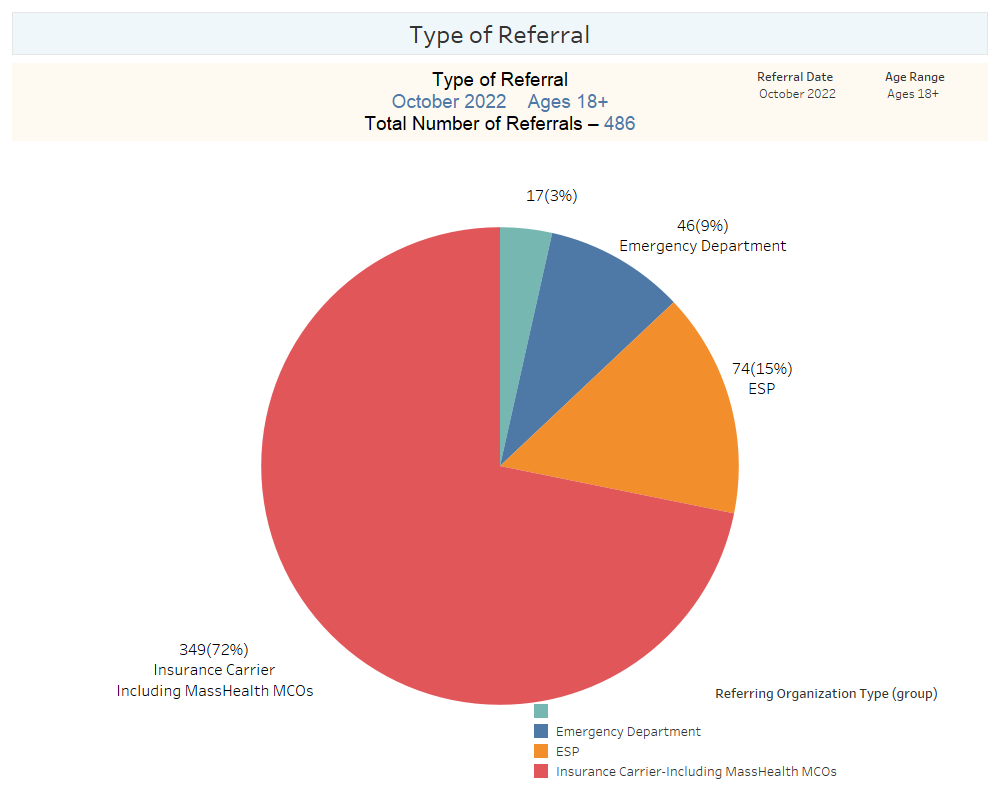 Type of Referral
Type of Referral
October 2022 Ages 18+
Total Number of Referrals – 486
Referral Date
October 2022
Age Range
Ages 18+
17(3%)
46(9%)
Emergency Department
74(15%)
ESP
349(72%)
Insurance Carrier
Including MassHealth MCOs
Referring Organization Type (group)
Emergency Department
ESP
Insurance Carrier-Including MassHealth MCOs